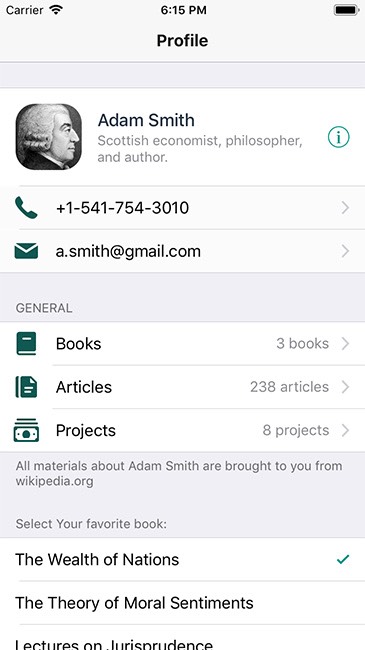 Carrier 6:15 PM
Profile
Adam Smith
Scottish economist, philosopher,
and author.
+1-541-754-3010
a.smith@gmail.com
GENERAL
Books 3 books
Articles 238 articles
Projects 8 projects
All materials about Adam Smith are brought to you from
wikipedia.org
Select Your favorite book:
The Wealth of Nations
The Theory of Moral Sentiments
Lectures on Jurisprudence